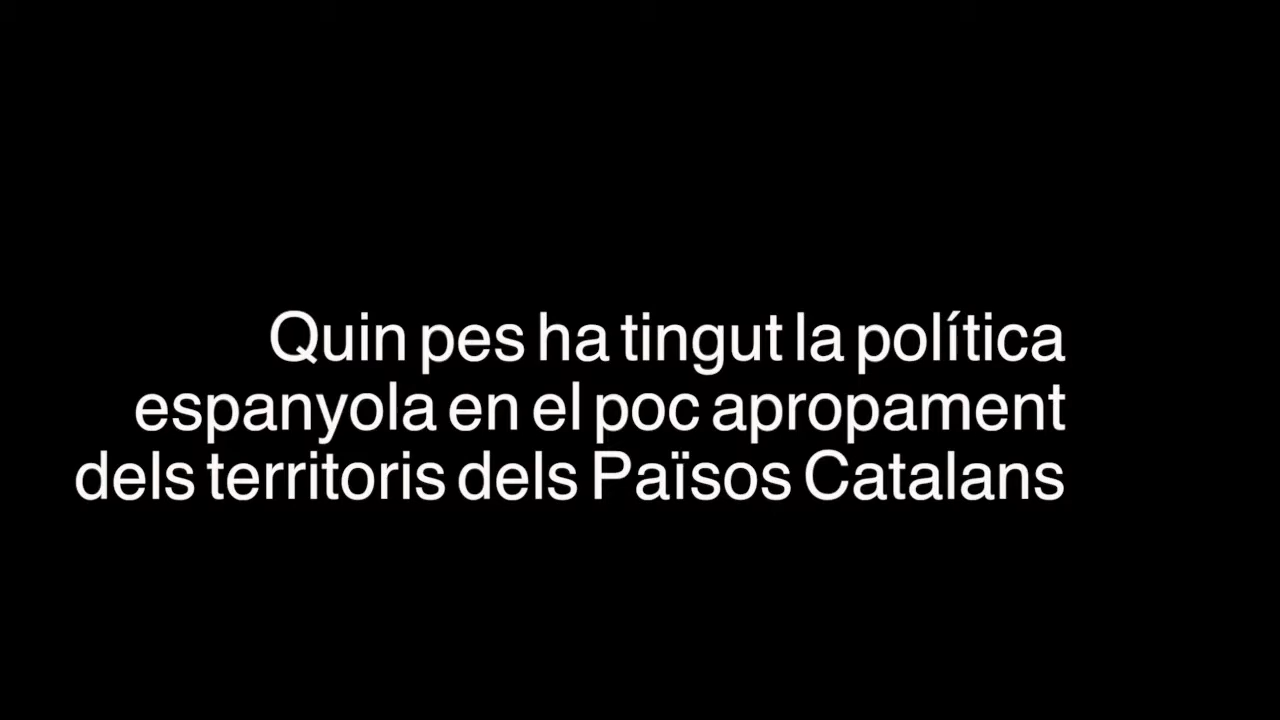 Quin pes ha tingut la política
espanyola en el poc apropament
dels territoris dels Països Catalans